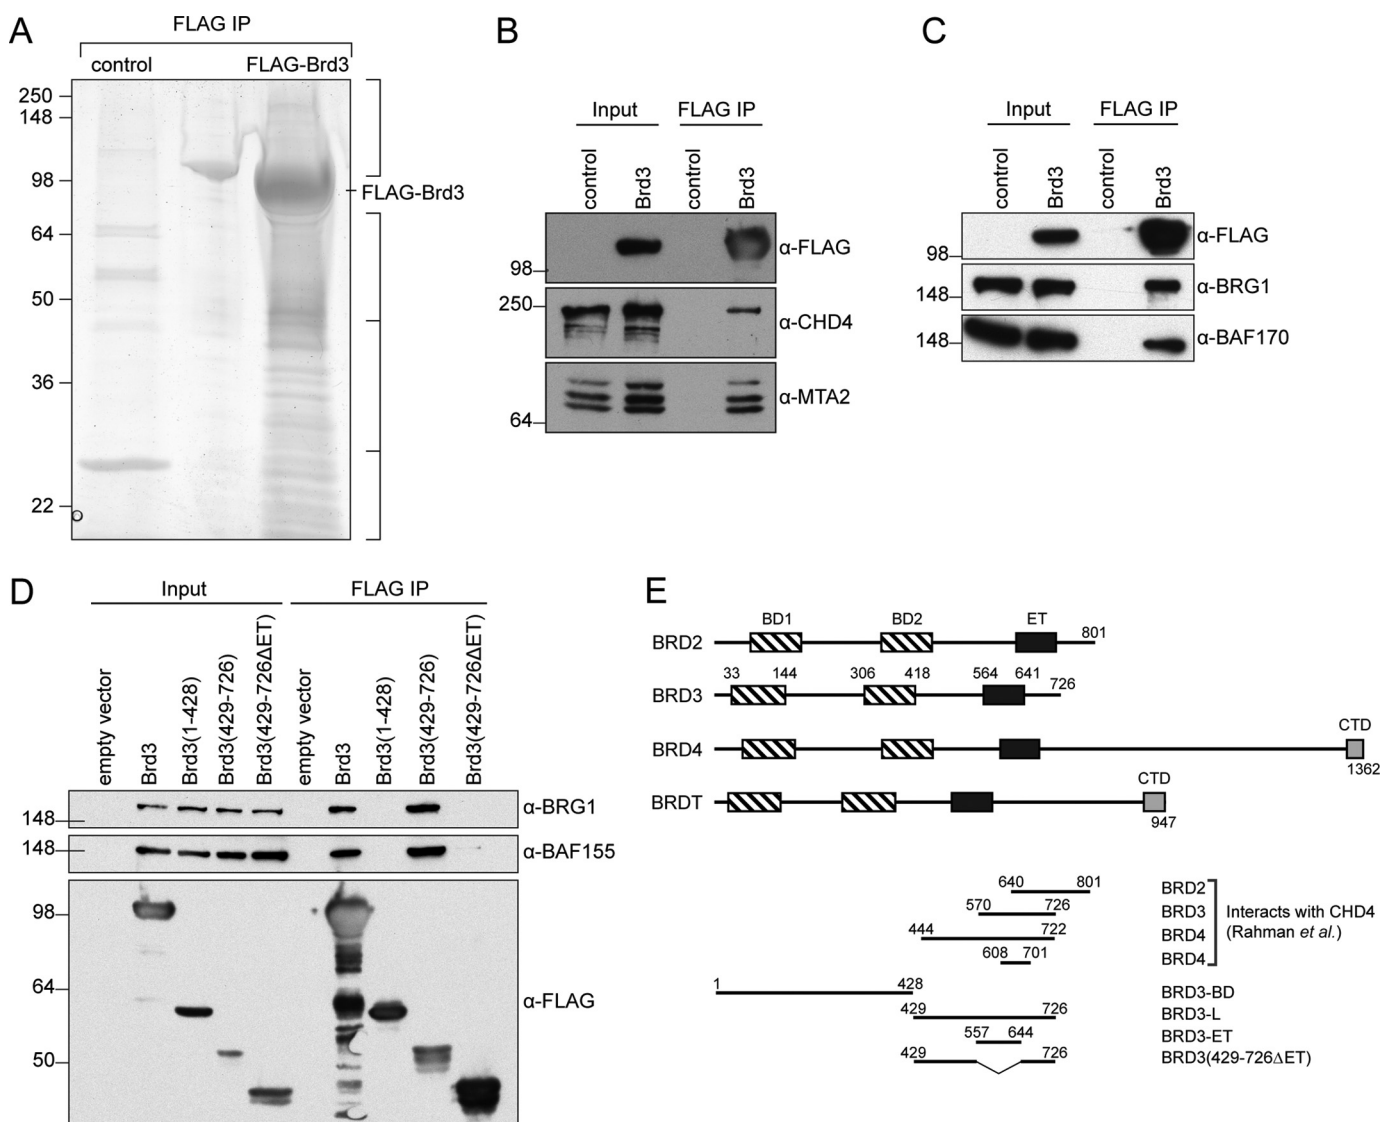 A
FLAG IP
control
FLAG-Brd3
250
148
98
64
50
36
22
FLAG-Brd3
B
Input
FLAG IP
control
Brd3
control
Brd3
98
α-FLAG
250
α-CHD4
α-MTA2
64
C
Input
FLAG IP
control
Brd3
control
Brd3
α-FLAG
98
α-BRG1
148
148
α-BAF170
D
Input
FLAG IP
empty vector
Brd3
Brd3(1-428)
Brd3(429-726)
Brd3(429-726ΔET)
empty vector
Brd3
Brd3(1-428)
Brd3(429-726)
Brd3(429-726ΔET)
α-BRG1
148
148
α-BAF155
98
64
α-FLAG
50
E
BD1 BD2 ET
BRD2 801
33 144 306 418 564 641
BRD3 726
CTD
BRD4
1362
CTD
BRDT
947
640 801 BRD2
570 726 BRD3
444 722 BRD4
608 701 BRD4
Interacts with CHD4
(Rahman et al.)
1 428 BRD3-BD
429 726 BRD3-L
557 644 BRD3-ET
429 726 BRD3(429-726ΔET)